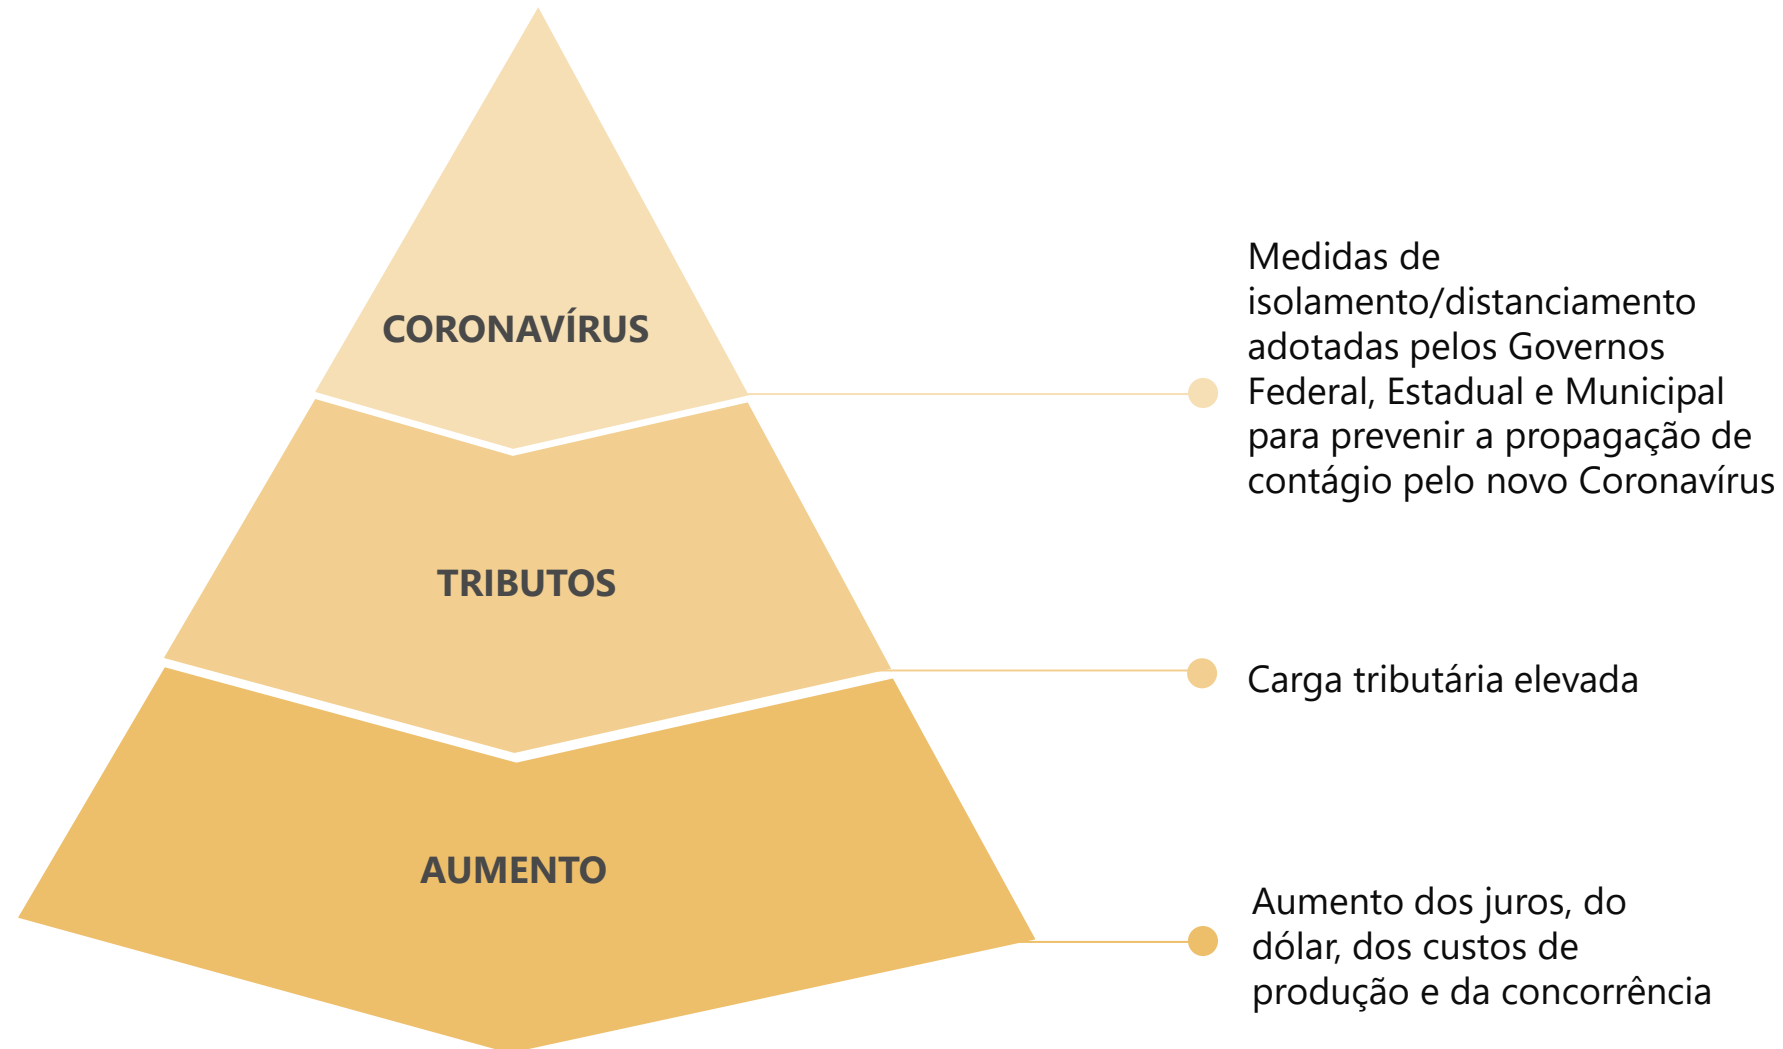 CORONAVÍRUS
Medidas de
isolamento/distanciamento
adotadas pelos Governos
Federal, Estadual e Municipal
para prevenir a propagação de
contágio pelo novo Coronavírus
TRIBUTOS
Carga tributária elevada
AUMENTO
Aumento dos juros, do
dólar, dos custos de
produção e da concorrência